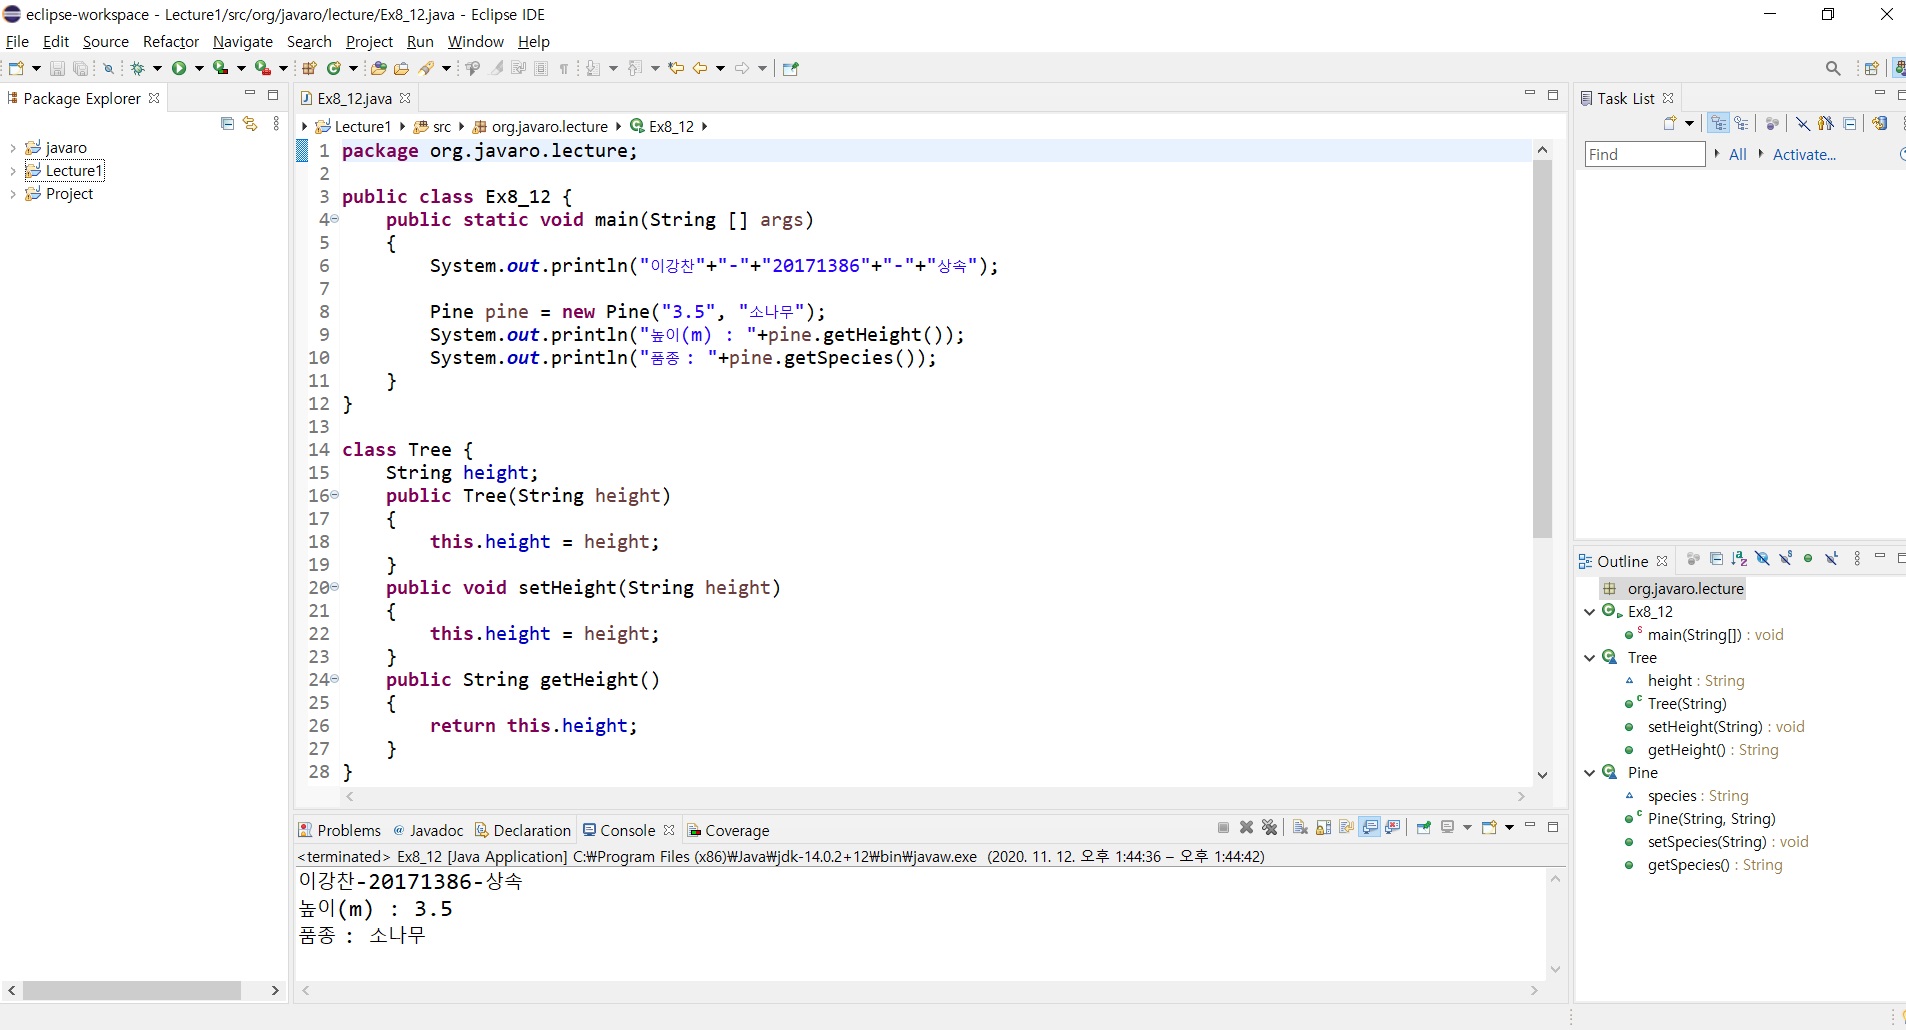 eclipse-workspace - Lecture1/src/org/javaro/lecture/Ex8_12.java - Eclipse IDE
File Edit Source Refactor Navigate Search Project Run Window Help
Package Explorer
javaro
Lecture1
Project
Ex8_12.java
Lecture1 src org.javaro.lecture Ex8_12
1 package org.javaro.lecture;
2
3 public class Ex8_12 {
4 public static void main(String [] args)
5 {
6 System.out.println("이강찬"+"-"+"20171386"+"-"+"상속");
7
8 Pine pine = new Pine("3.5", "소나무");
9 System.out.println("높이(m) : "+pine.getHeight());
10 System.out.println("품종 : "+pine.getSpecies());
11 }
12 }
13
14 class Tree {
15 String height;
16 public Tree(String height)
17 {
18 this.height = height;
19 }
20 public void setHeight(String height)
21 {
22 this.height = height;
23 }
24 public String getHeight()
25 {
26 return this.height;
27 }
28 }
Problems Javadoc Declaration Console Coverage
<terminated> Ex8_12 [Java Application] C:₩Program Files (x86)₩Java₩jdk-14.0.2+12₩bin₩javaw.exe (2020. 11. 12. 오후 1:44:36 – 오후 1:44:42)
이강찬-20171386-상속
높이(m) : 3.5
품종 : 소나무
Task List
Find All Activate...
Outline
org.javaro.lecture
Ex8_12
main(String[]) : void
Tree
height : String
Tree(String)
setHeight(String) : void
getHeight() : String
Pine
species : String
Pine(String, String)
setSpecies(String) : void
getSpecies() : String